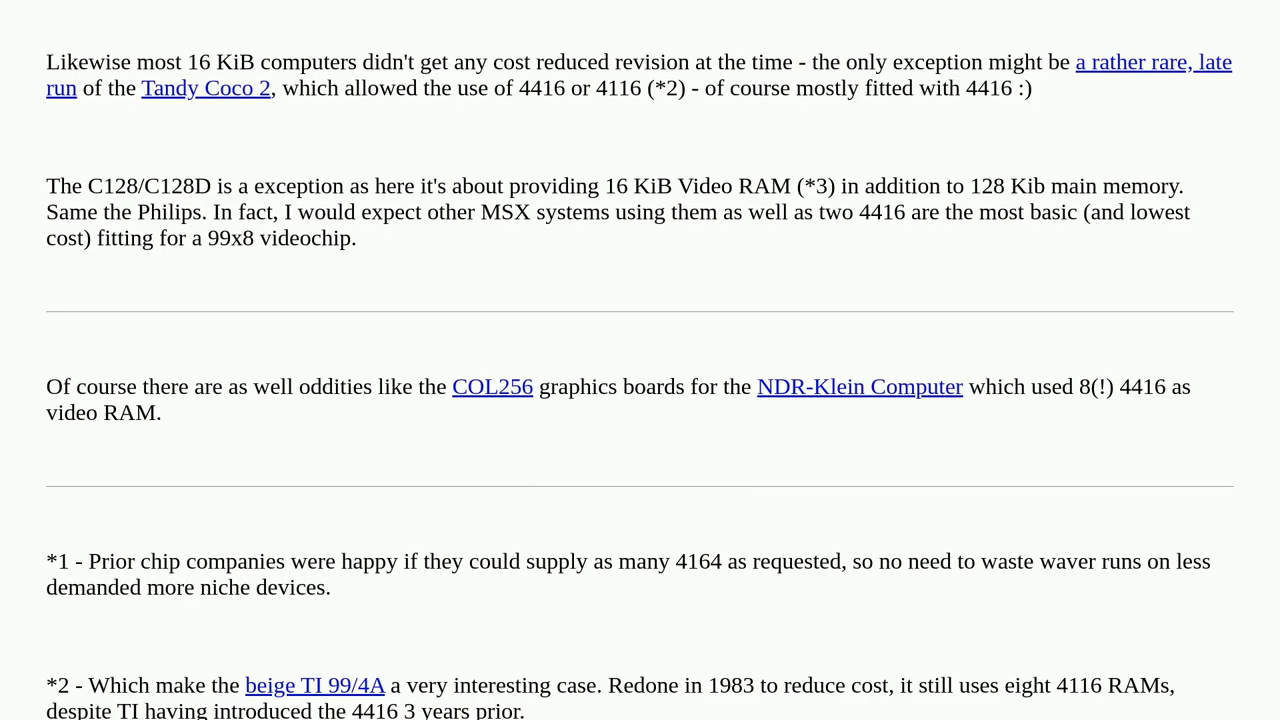 Likewise most 16 KiB computers didn't get any cost reduced revision at the time - the only exception might be a rather rare, late
run of the Tandy Coco 2, which allowed the use of 4416 or 4116 (*2) - of course mostly fitted with 4416 :)
The C128/C128D is a exception as here it's about providing 16 KiB Video RAM (*3) in addition to 128 Kib main memory.
Same the Philips. In fact, I would expect other MSX systems using them as well as two 4416 are the most basic (and lowest
cost) fitting for a 99x8 videochip.
Of course there are as well oddities like the COL256 graphics boards for the NDR-Klein Computer which used 8(!) 4416 as
video RAM.
*1 - Prior chip companies were happy if they could supply as many 4164 as requested, so no need to waste waver runs on less
demanded more niche devices.
*2 - Which make the beige TI 99/4A a very interesting case. Redone in 1983 to reduce cost, it still uses eight 4116 RAMs,
despite TI having introduced the 4416 3 years prior.